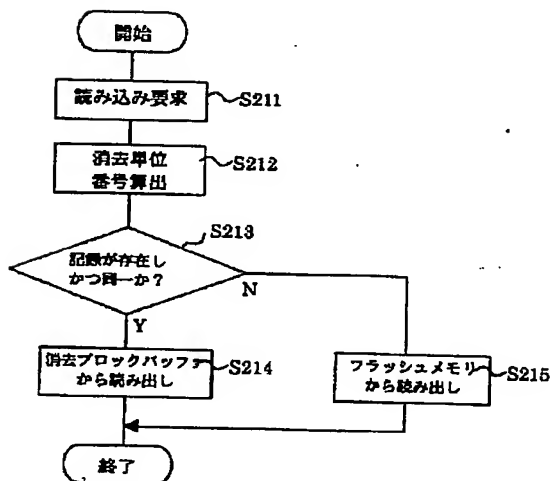 開始
読み込み要求
S211
消去単位
番号算出
S212
S213
記録が存在し
かつ同一か？
N
Y
消去ブロックバッファ
から読み出し
S214
フラッシュメモリ
から読み出し
S215
終了